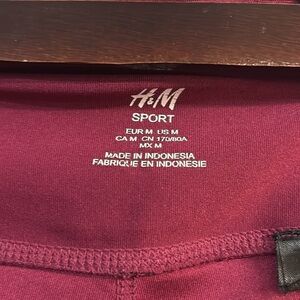 H&M
SPORT
EUR M US M
CA M CN 170/80A
MX M
MADE IN INDONESIA
FABRIQUE EN INDONESIE